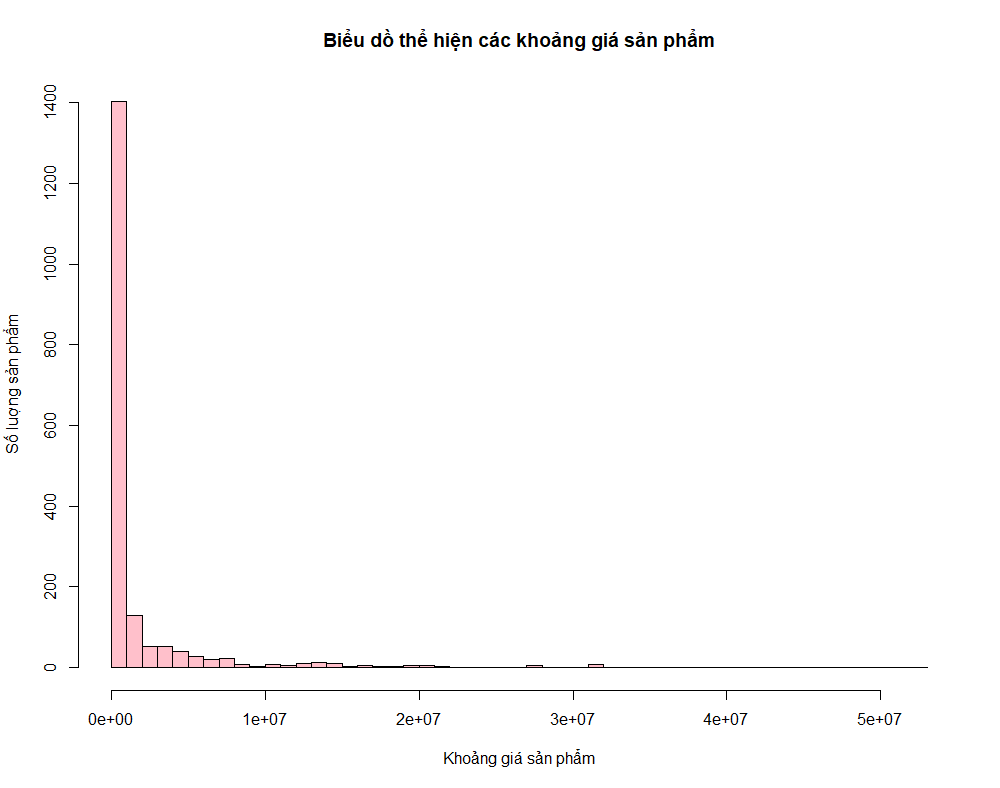 Biểu dồ thể hiện các khoảng giá sản phẩm
Số luợng sản phẩm
1400
1200
1000
800
600
400
200
0
0e+00 1e+07 2e+07 3e+07 4e+07 5e+07
Khoảng giá sản phẩm